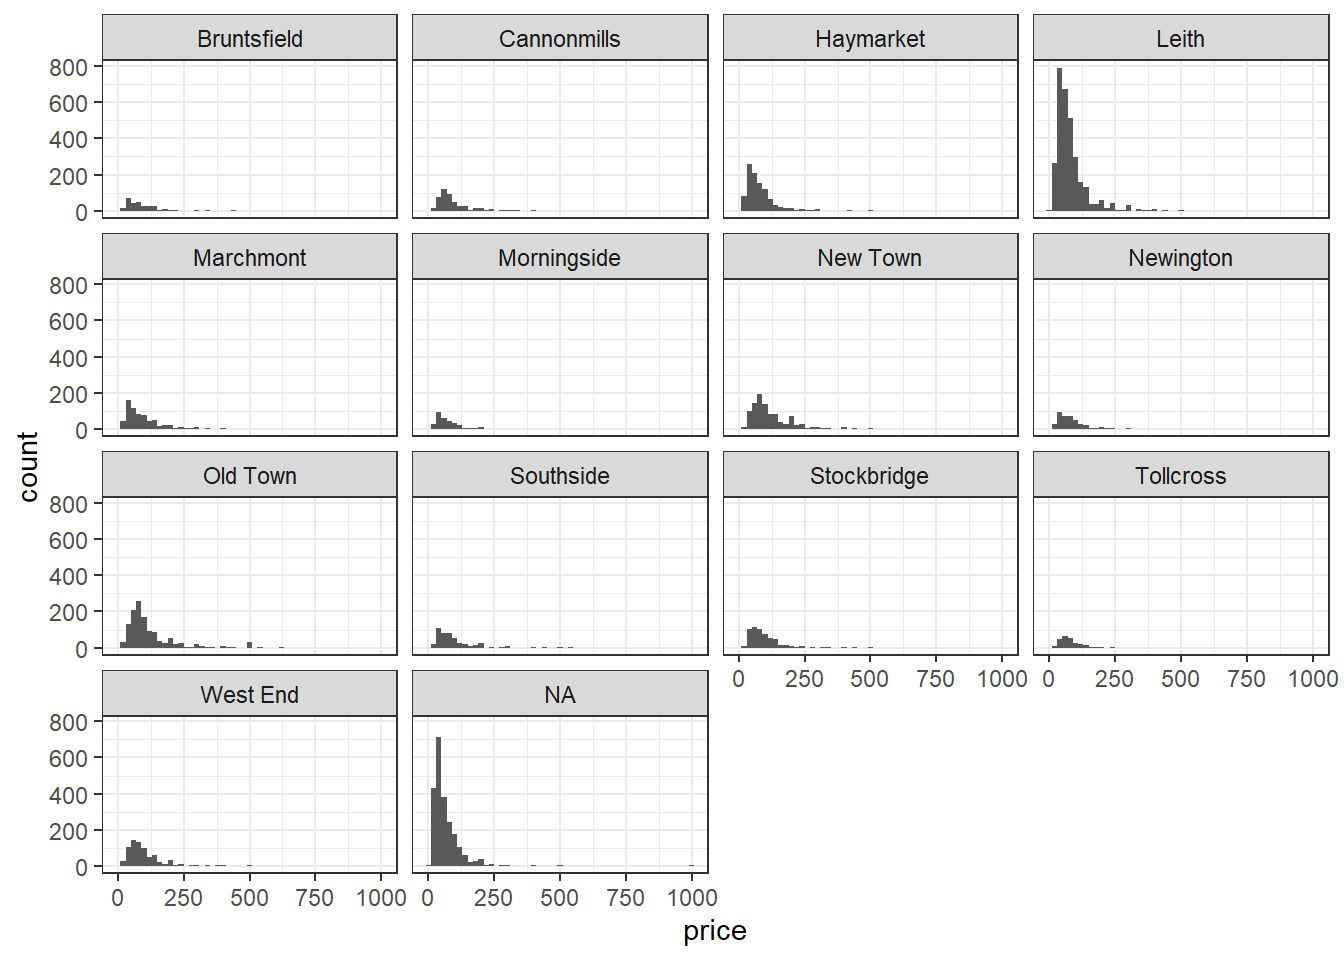 Bruntsfield Cannonmills Haymarket Leith
800
600
400
200
0
Marchmont Morningside New Town Newington
800
600
400
200
0
count
Old Town Southside Stockbridge Tollcross
800
600
400
200
0
0 250 500 750 1000 0 250 500 750 1000
West End NA
800
600
400
200
0
0 250 500 750 1000 0 250 500 750 1000
price